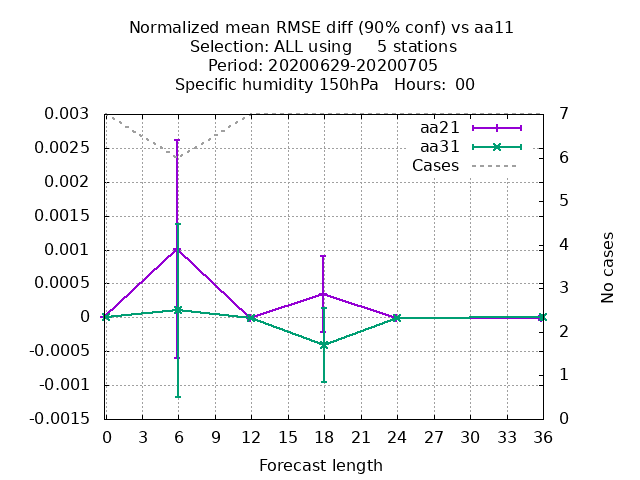 Normalized mean RMSE diff (90% conf) vs aa11
Selection: ALL using     5 stations
Period: 20200629-20200705
Specific humidity 150hPa   Hours:  00
0.003
0.0025
0.002
0.0015
0.001
0.0005
0
-0.0005
-0.001
-0.0015
aa21
aa31
Cases
7
6
5
4
3
2
1
0
No cases
0 3 6 9 12 15 18 21 24 27 30 33 36
Forecast length